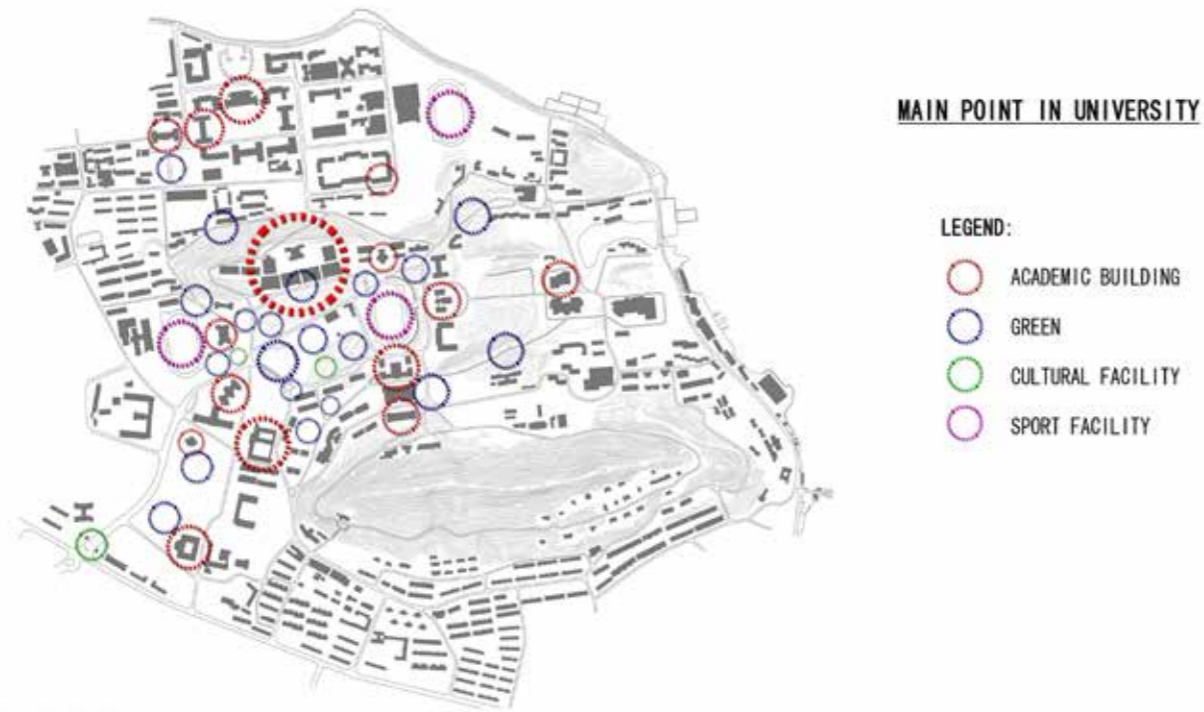 MAIN POINT IN UNIVERSITY
LEGEND:
ACADEMIC BUILDING
GREEN
CULTURAL FACILITY
SPORT FACILITY